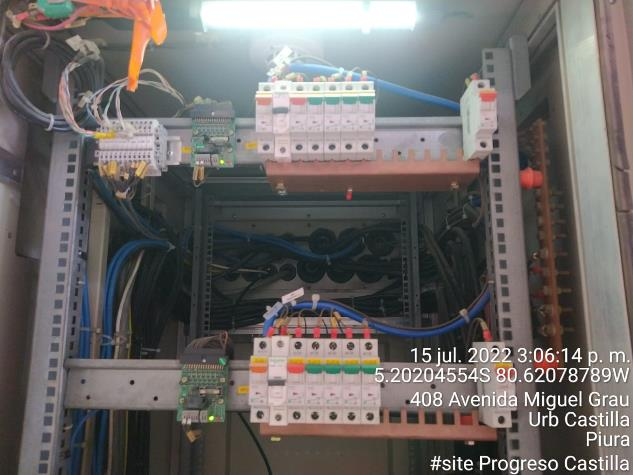 15 jul. 2022 3:06:14 p. m.
5.20204554S 80.62078789W
408 Avenida Miguel Grau
Urb Castilla
Piura
#site Progreso Castilla